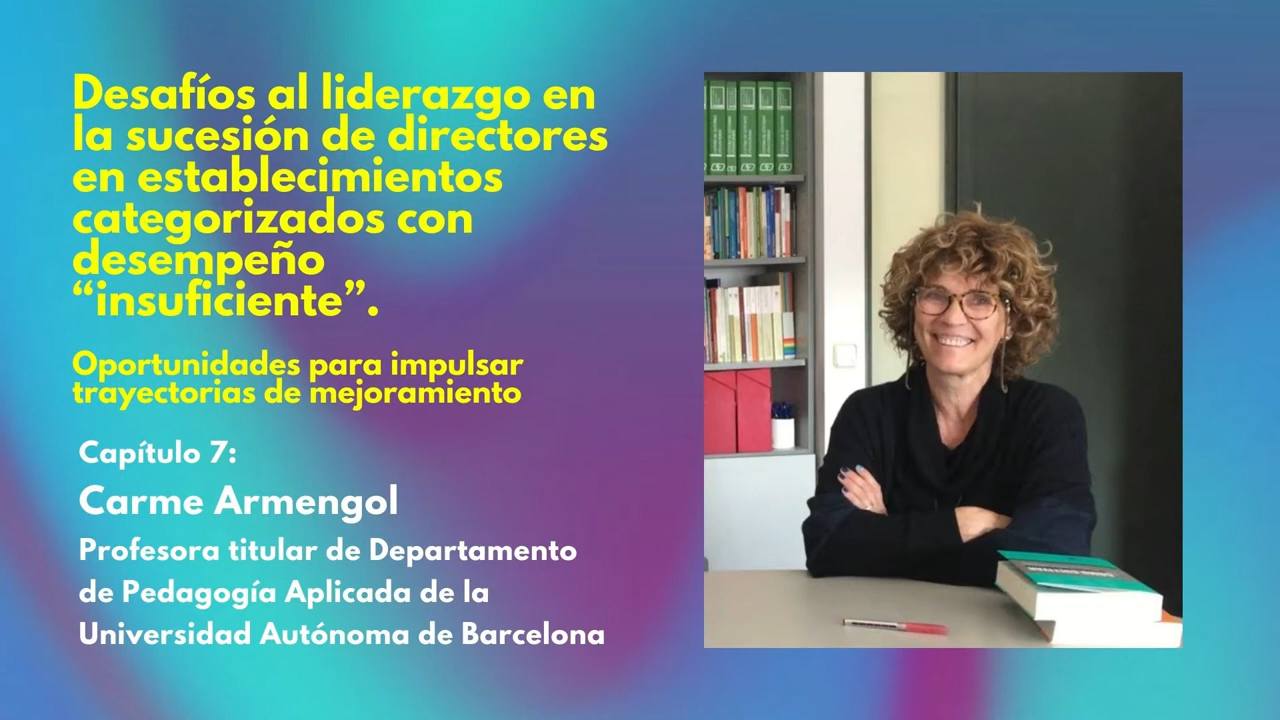 Desafíos al liderazgo en
la sucesión de directores
en establecimientos
categorizados con
desempeño
“insuficiente”.
Oportunidades para impulsar
trayectorias de mejoramiento
Capítulo 7:
Carme Armengol
Profesora titular de Departamento
de Pedagogía Aplicada de la
Universidad Autónoma de Barcelona